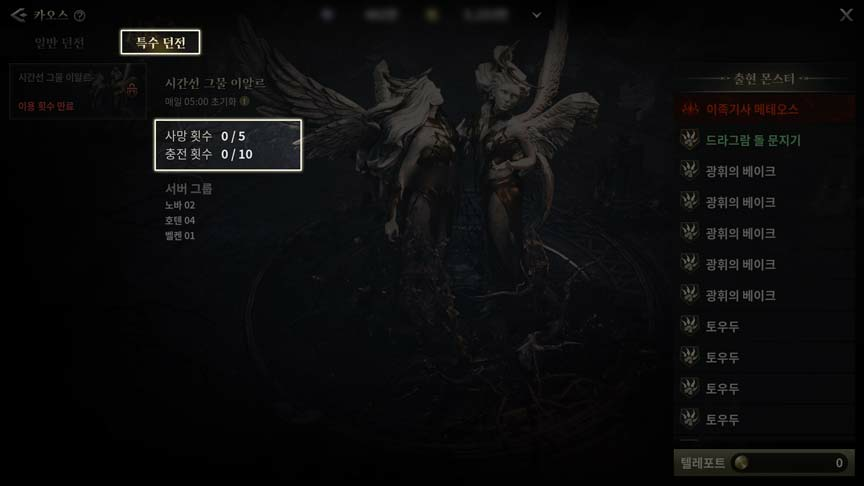 카오스
일반 던전
특수 던전
시간선 그물 이알르
이용 횟수 만료
시간선 그물 이알르
매일 05:00 초기화
사망 횟수 0 / 5
충전 횟수 0 / 10
서버 그룹
노바 02
호텐 04
벨켄 01
출현 몬스터
이족기사 메테오스
드라그람 돌 문지기
광휘의 베이크
광휘의 베이크
광휘의 베이크
광휘의 베이크
광휘의 베이크
토우두
토우두
토우두
토우두
텔레포트 0